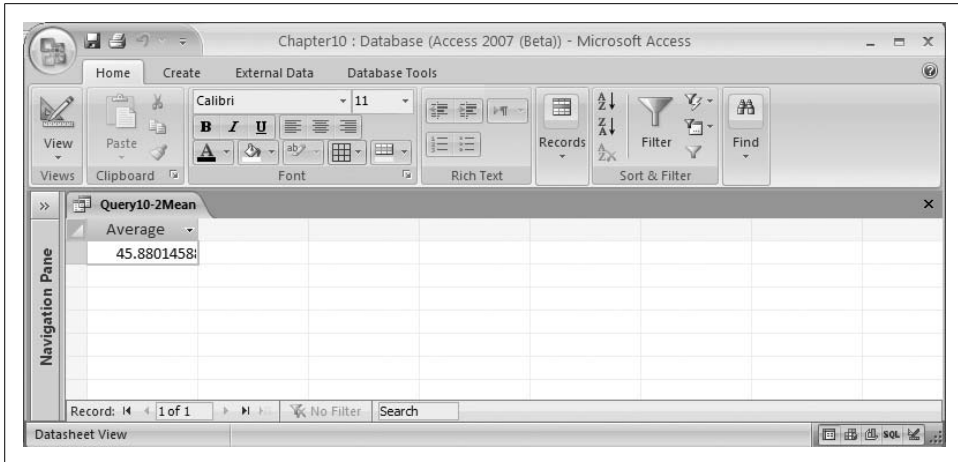 Chapter10 : Database (Access 2007 (Beta)) - Microsoft Access
Home Create External Data Database Tools
View
Views
Paste
Clipboard
Calibri 11
B I U
A ab
Font
Rich Text
Records
A Z
Z A
Filter
Sort & Filter
Find
Query10-2Mean
Average
45.8801458
Navigation Pane
Record: 1 of 1 No Filter Search
Datasheet View SQL